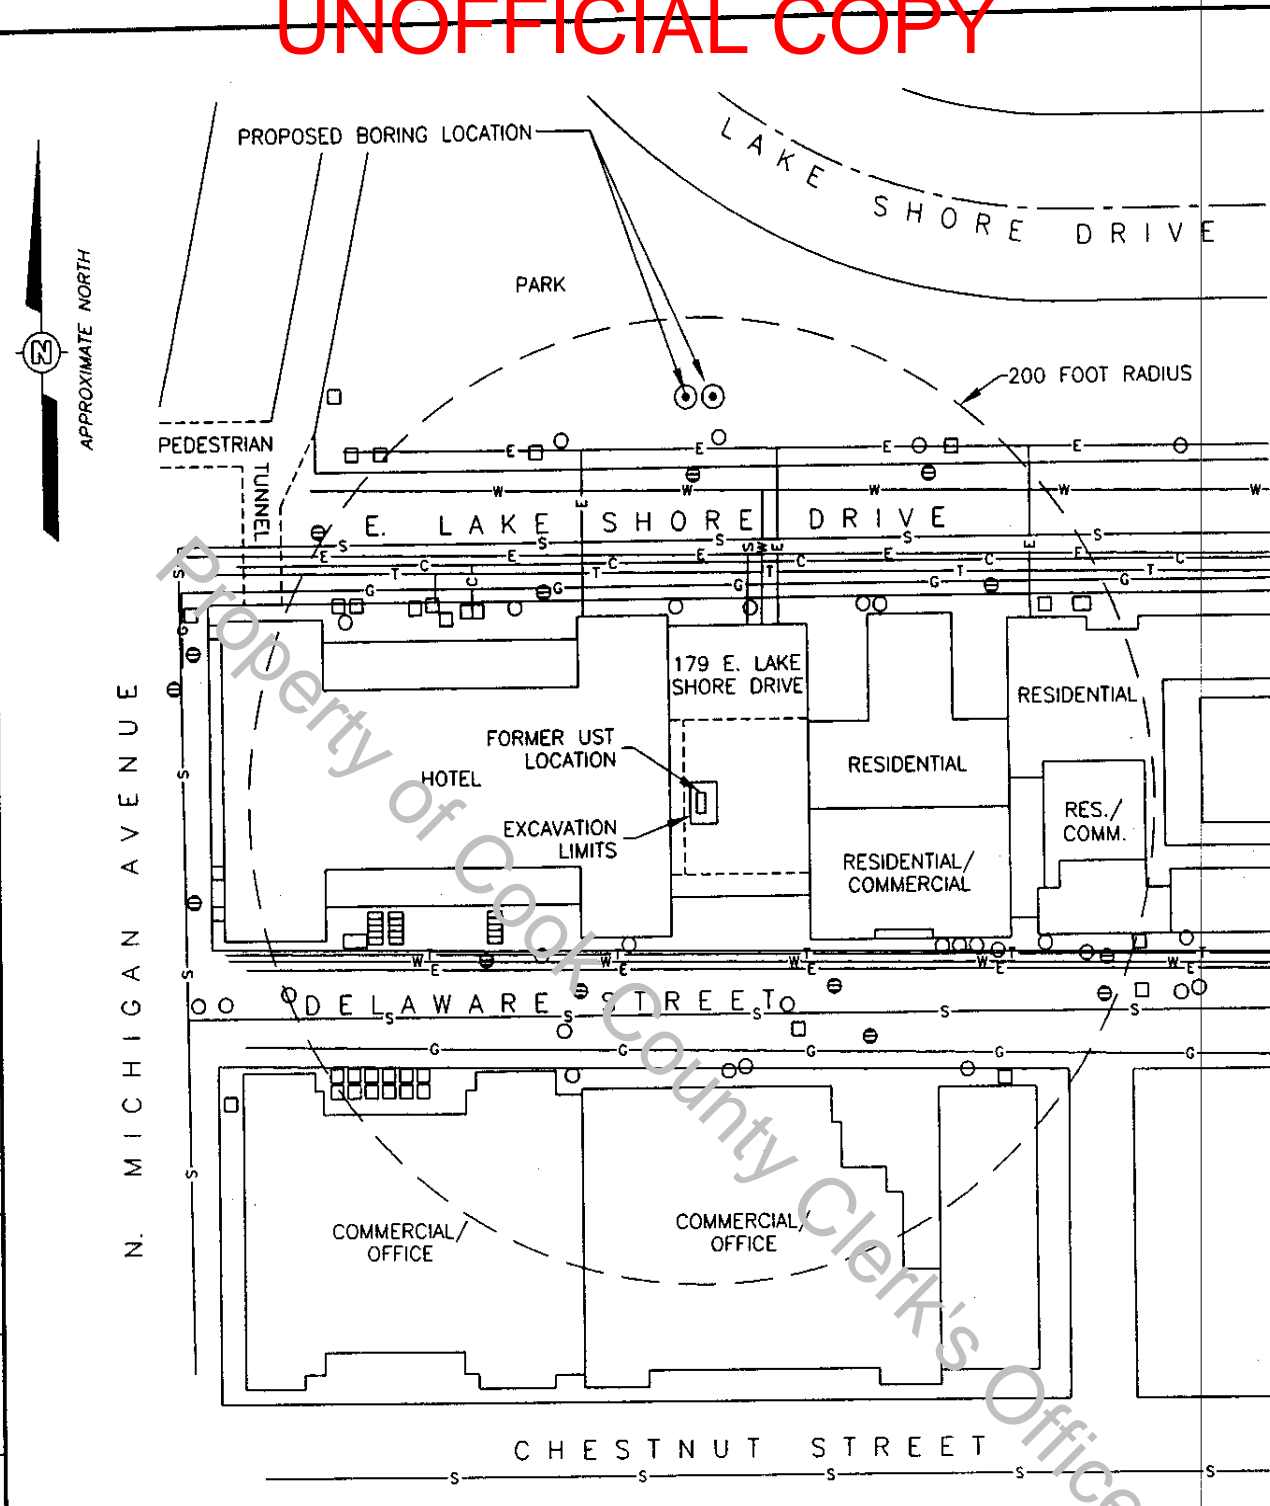 UNOFFICIAL COPY
PROPOSED BORING LOCATION
LAKE SHORE DRIVE
PARK
N
APPROXIMATE NORTH
200 FOOT RADIUS
PEDESTRIAN
TUNNEL
E E E E
W W W W W
E
E. LAKE SHORE DRIVE
S S S S S
E E E E E
S W E
E
C C C C C
T T T T T
C
G G G G G
S
G
179 E. LAKE
SHORE DRIVE
RESIDENTIAL
FORMER UST
LOCATION
HOTEL
RESIDENTIAL
EXCAVATION
LIMITS
RES./
COMM.
RESIDENTIAL/
COMMERCIAL
N. MICHIGAN AVENUE
S
S
S
T T T T T
W W W W W
E E E E E
DELAWARE STREET
S S S S S
G G G G G
COMMERCIAL/
OFFICE
COMMERCIAL/
OFFICE
CHESTNUT STREET
S S S S S
Property of Cook County Clerk's Office